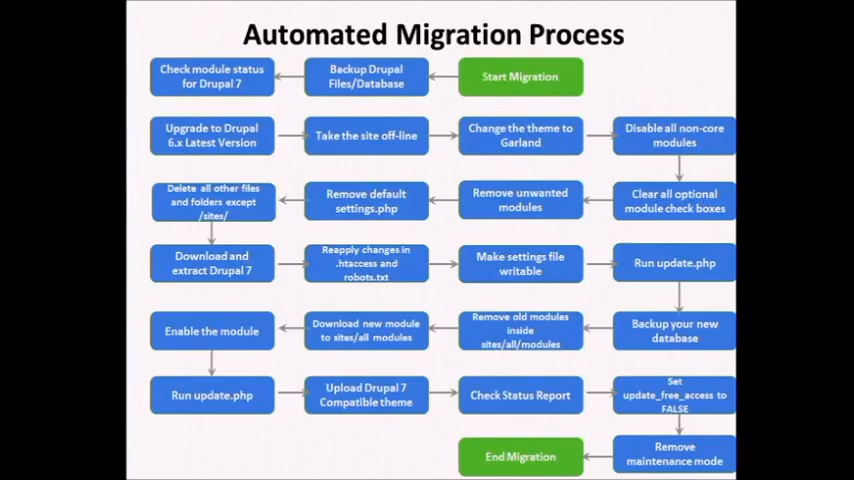 Automated Migration Process
Check module status
for Drupal 7
Backup Drupal
Files/Database
Start Migration
Upgrade to Drupal
6.x Latest Version
Take the site off-line
Change the theme to
Garland
Disable all non-core
modules
Delete all other files
and folders except
/sites/
Remove default
settings.php
Remove unwanted
modules
Clear all optional
module check boxes
Download and
extract Drupal 7
Reapply changes in
.htaccess and
robots.txt
Make settings file
writable
Run update.php
Enable the module
Download new module
to sites/all modules
Remove old modules
inside
sites/all/modules
Backup your new
database
Run update.php
Upload Drupal 7
Compatible theme
Check Status Report
Set
update_free_access to
FALSE
End Migration
Remove
maintenance mode